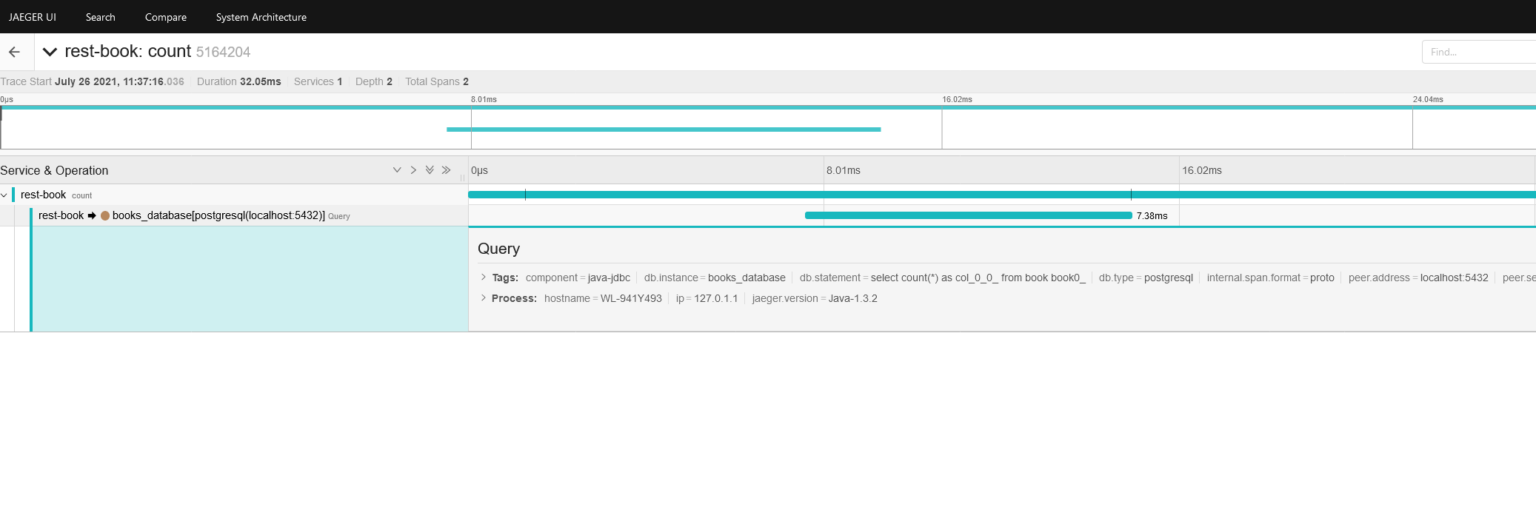 JAEGER UI Search Compare System Architecture
rest-book: count 5164204 Find...
Trace Start July 26 2021, 11:37:16.036 Duration 32.05ms Services 1 Depth 2 Total Spans 2
0μs 8.01ms 16.02ms 24.04ms
Service & Operation 0μs 8.01ms 16.02ms
rest-book count
rest-book books_database[postgresql(localhost:5432)] Query 7.38ms
Query
Tags: component = java-jdbc db.instance = books_database db.statement = select count(*) as col_0_0_ from book book0_ db.type = postgresql internal.span.format = proto peer.address = localhost:5432 peer.se
Process: hostname = WL-941Y493 ip = 127.0.1.1 jaeger.version = Java-1.3.2